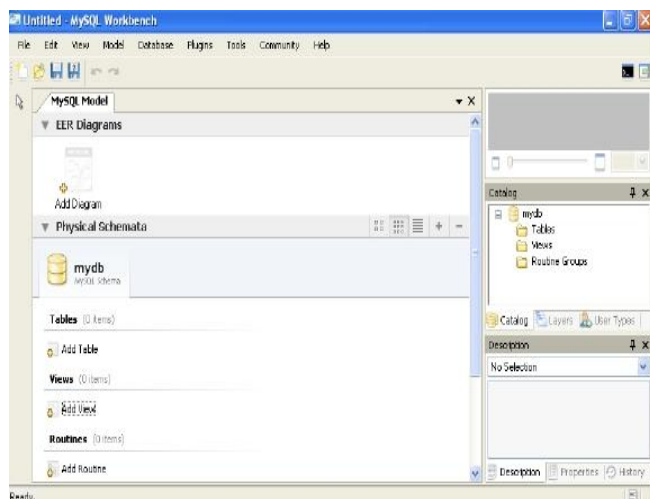 Untitled - MySQL Workbench
File Edit View Model Database Plugins Tools Community Help
MySQL Model
EER Diagrams
Add Diagram
Physical Schemata
mydb
MySQL Schema
Tables (0 items)
Add Table
Views (0 items)
Add View
Routines (0 items)
Add Routine
Catalog
mydb
Tables
Views
Routine Groups
Catalog Layers User Types
Description
No Selection
Description Properties History
Ready.